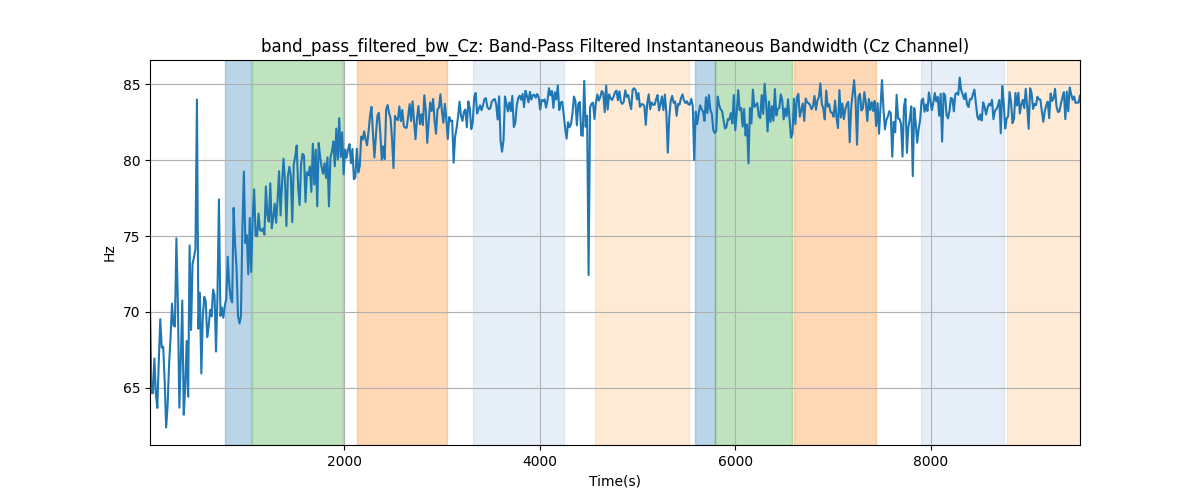 band_pass_filtered_bw_Cz: Band-Pass Filtered Instantaneous Bandwidth (Cz Channel)
85
80
75
70
65
Hz
2000 4000 6000 8000
Time(s)